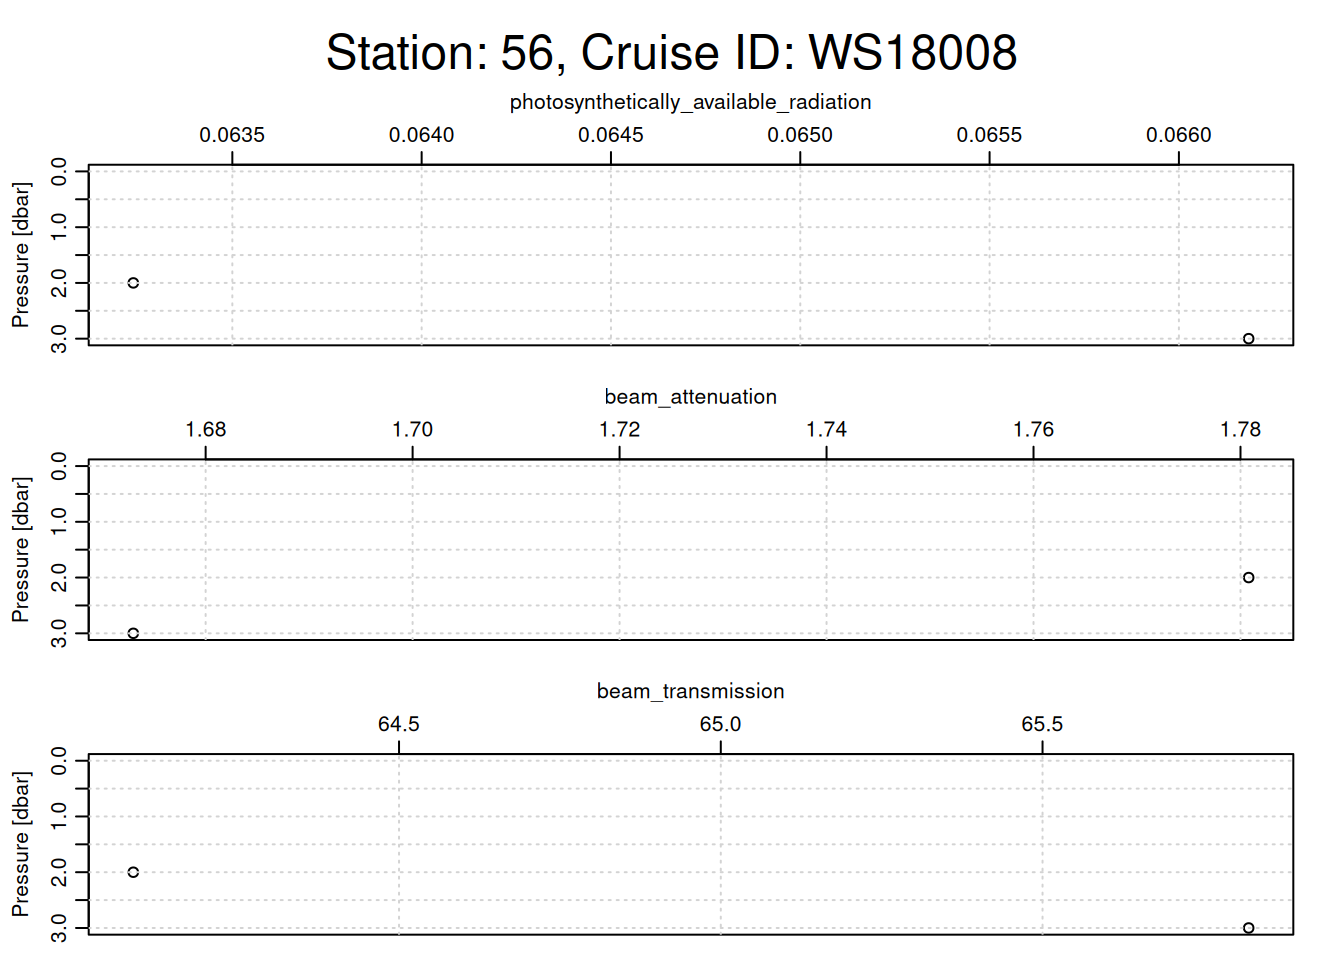 Station: 56, Cruise ID: WS18008
photosynthetically_available_radiation
0.0635 0.0640 0.0645 0.0650 0.0655 0.0660
Pressure [dbar]
0.0
1.0
2.0
3.0
beam_attenuation
1.68 1.70 1.72 1.74 1.76 1.78
Pressure [dbar]
0.0
1.0
2.0
3.0
beam_transmission
64.5 65.0 65.5
Pressure [dbar]
0.0
1.0
2.0
3.0